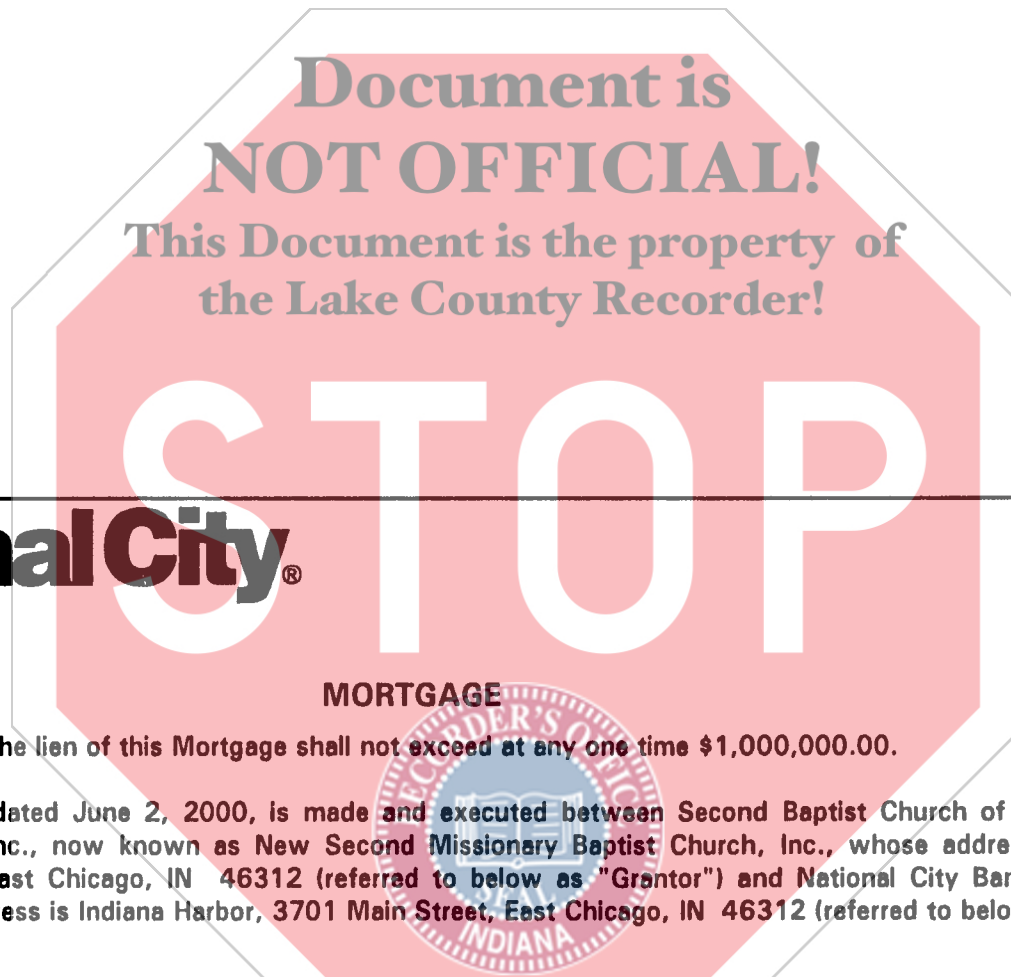 Document is
NOT OFFICIAL!
This Document is the property of
the Lake County Recorder!
STOP
al City®
MORTGAGE
he lien of this Mortgage shall not exceed at any one time $1,000,000.00.
dated June 2, 2000, is made and executed between Second Baptist Church of
nc., now known as New Second Missionary Baptist Church, Inc., whose addre
ast Chicago, IN 46312 (referred to below as "Grantor") and National City Ban
ess is Indiana Harbor, 3701 Main Street, East Chicago, IN 46312 (referred to belo
RECORDER'S OFFICE
SEAL
INDIANA